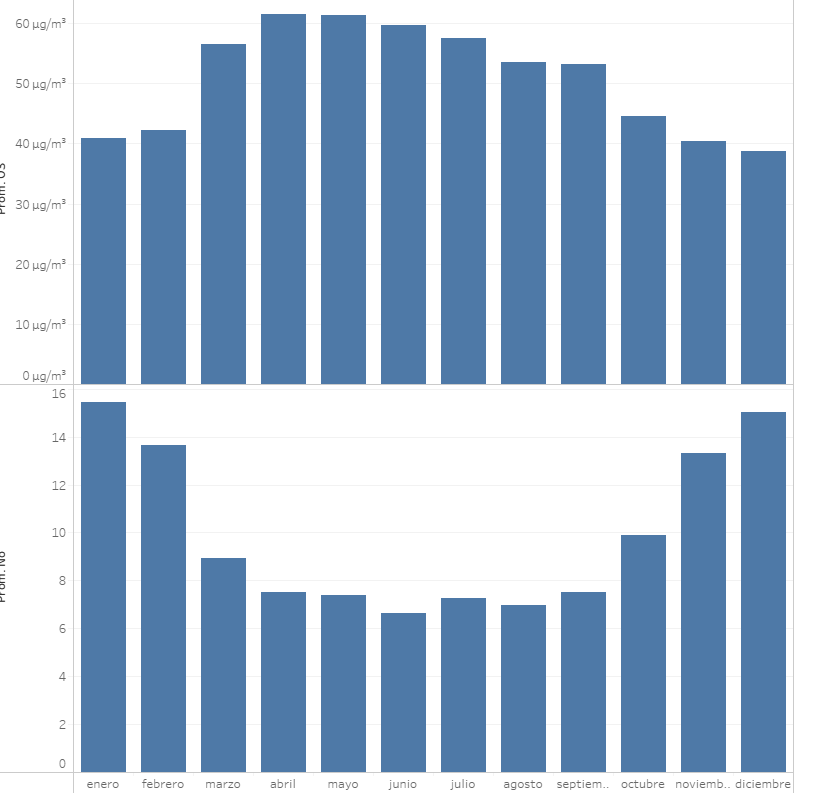 60 µg/m³
50 µg/m³
40 µg/m³
30 µg/m³
20 µg/m³
10 µg/m³
0 µg/m³
16
14
12
10
8
6
4
2
0
enero febrero marzo abril mayo junio julio agosto septiem.. octubre noviemb.. diciembre